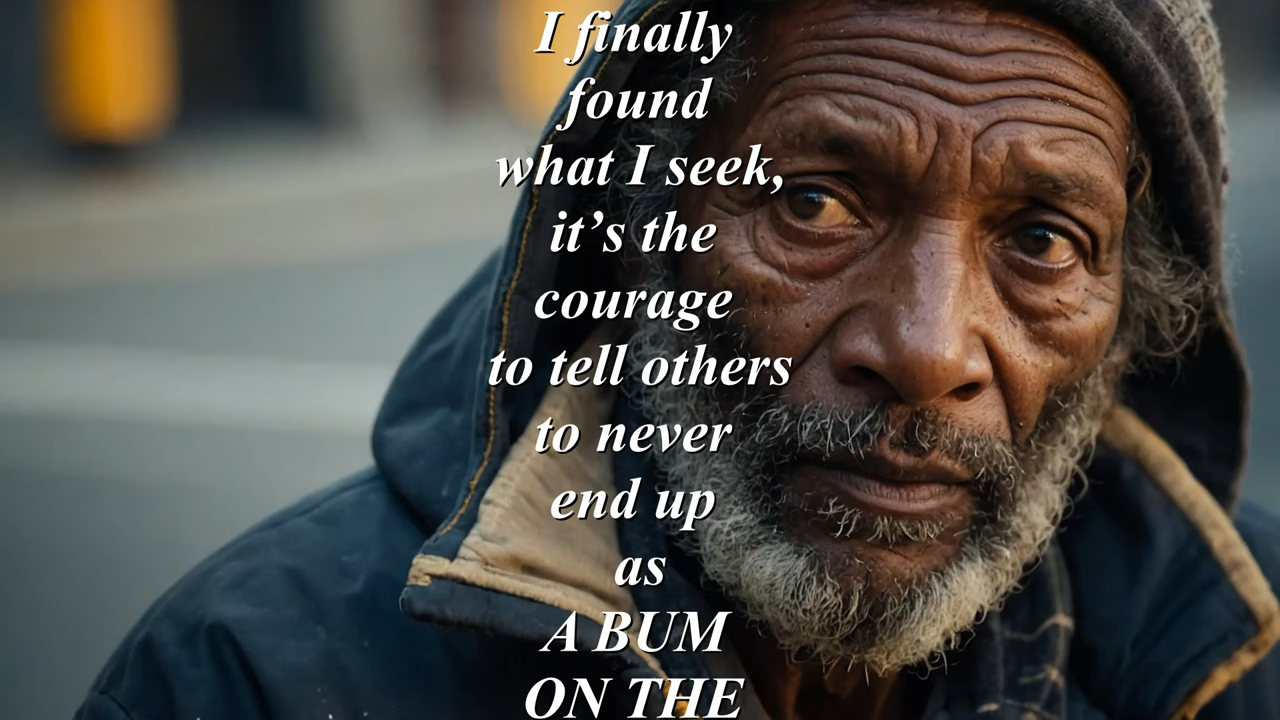 I finally
found
what I seek,
it’s the
courage
to tell others
to never
end up
as
A BUM
ON THE